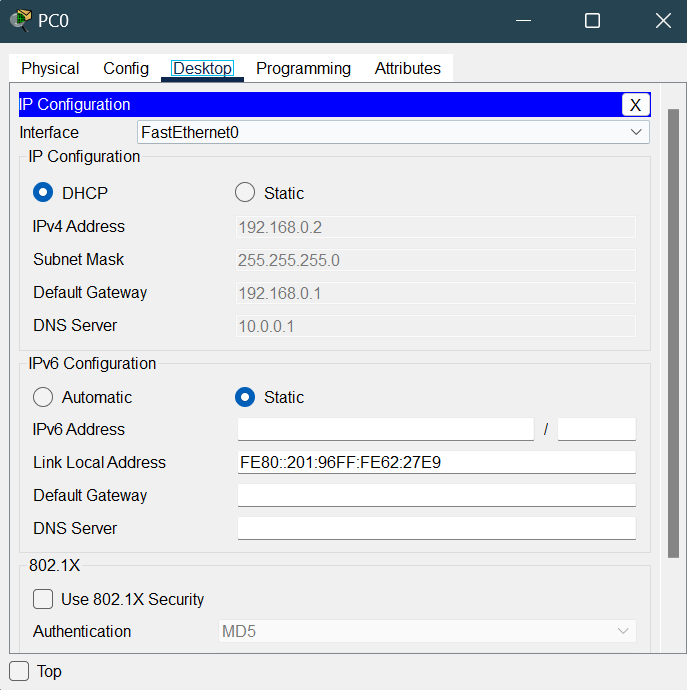 PC0
Physical Config Desktop Programming Attributes
IP Configuration X
Interface FastEthernet0
IP Configuration
DHCP Static
IPv4 Address 192.168.0.2
Subnet Mask 255.255.255.0
Default Gateway 192.168.0.1
DNS Server 10.0.0.1
IPv6 Configuration
Automatic Static
IPv6 Address /
Link Local Address FE80::201:96FF:FE62:27E9
Default Gateway
DNS Server
802.1X
Use 802.1X Security
Authentication MD5
Top